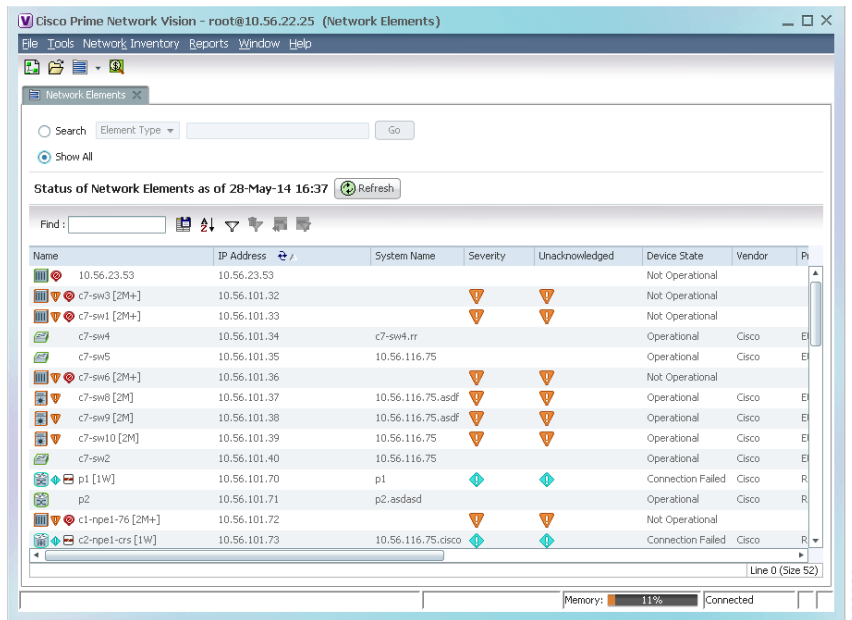 Cisco Prime Network Vision - root@10.56.22.25 (Network Elements)
File Tools Network Inventory Reports Window Help
Network Elements
Search Element Type Go
Show All
Status of Network Elements as of 28-May-14 16:37 Refresh
Find :
Name IP Address System Name Severity Unacknowledged Device State Vendor
10.56.23.53 10.56.23.53 Not Operational
c7-sw3 [2M+] 10.56.101.32 Not Operational
c7-sw1 [2M+] 10.56.101.33 Not Operational
c7-sw4 10.56.101.34 c7-sw4.rr Operational Cisco
c7-sw5 10.56.101.35 10.56.116.75 Operational Cisco
c7-sw6 [2M+] 10.56.101.36 Not Operational
c7-sw8 [2M] 10.56.101.37 10.56.116.75.asdf Operational Cisco
c7-sw9 [2M] 10.56.101.38 10.56.116.75.asdf Operational Cisco
c7-sw10 [2M] 10.56.101.39 10.56.116.75 Operational Cisco
c7-sw2 10.56.101.40 10.56.116.75 Operational Cisco
p1 [1W] 10.56.101.70 p1 Connection Failed Cisco R
p2 10.56.101.71 p2.asdasd Operational Cisco R
c1-npe1-76 [2M+] 10.56.101.72 Not Operational
c2-npe1-crs [1W] 10.56.101.73 10.56.116.75.cisco Connection Failed Cisco R
Line 0 (Size 52)
Memory: 11% Connected